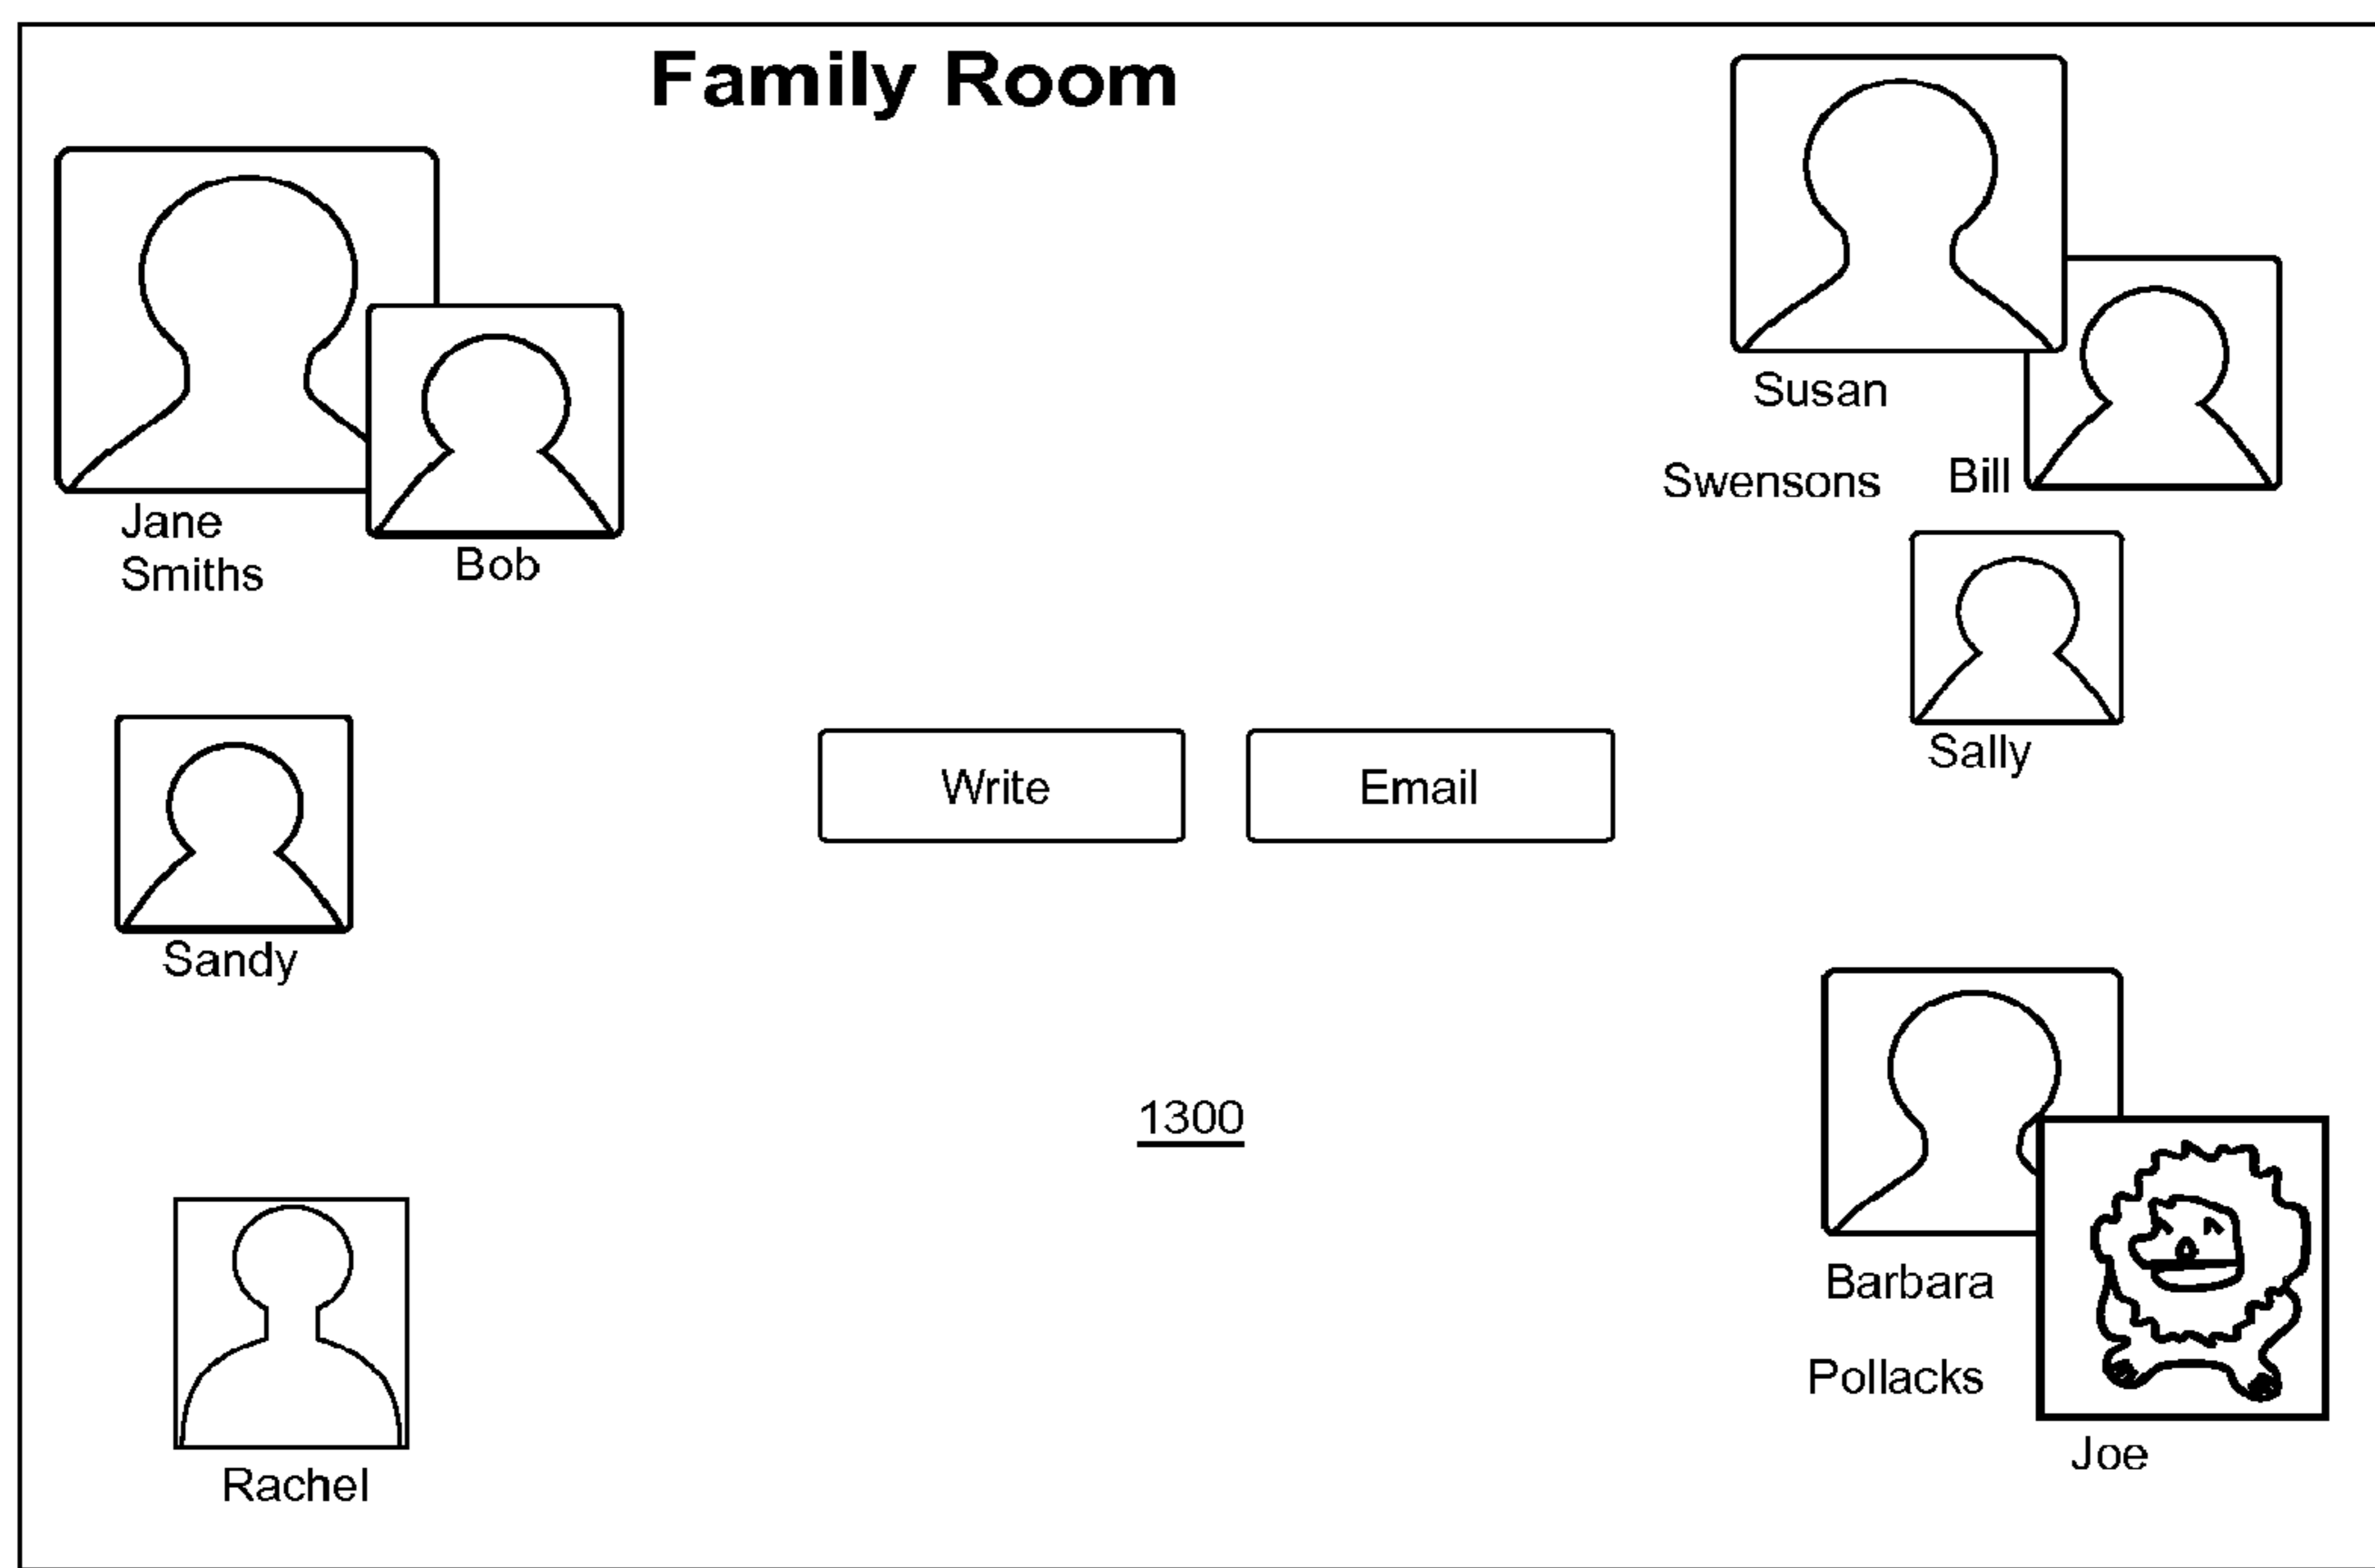 Family Room
Jane
Smiths
Bob
Susan
Swensons
Bill
Sally
Sandy
Write
Email
1300
Barbara
Pollacks
Joe
Rachel